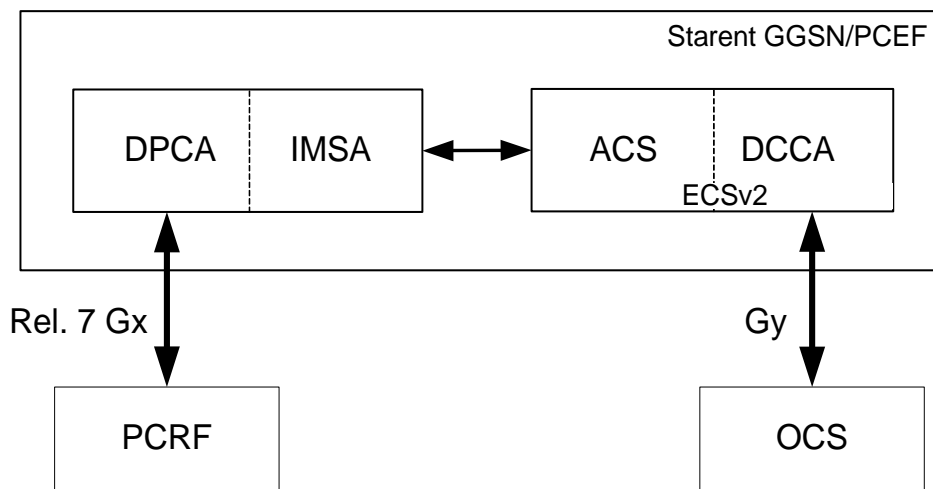 Starent GGSN/PCEF
DPCA
IMSA
ACS
DCCA
ECSv2
Rel. 7 Gx
Gy
PCRF
OCS